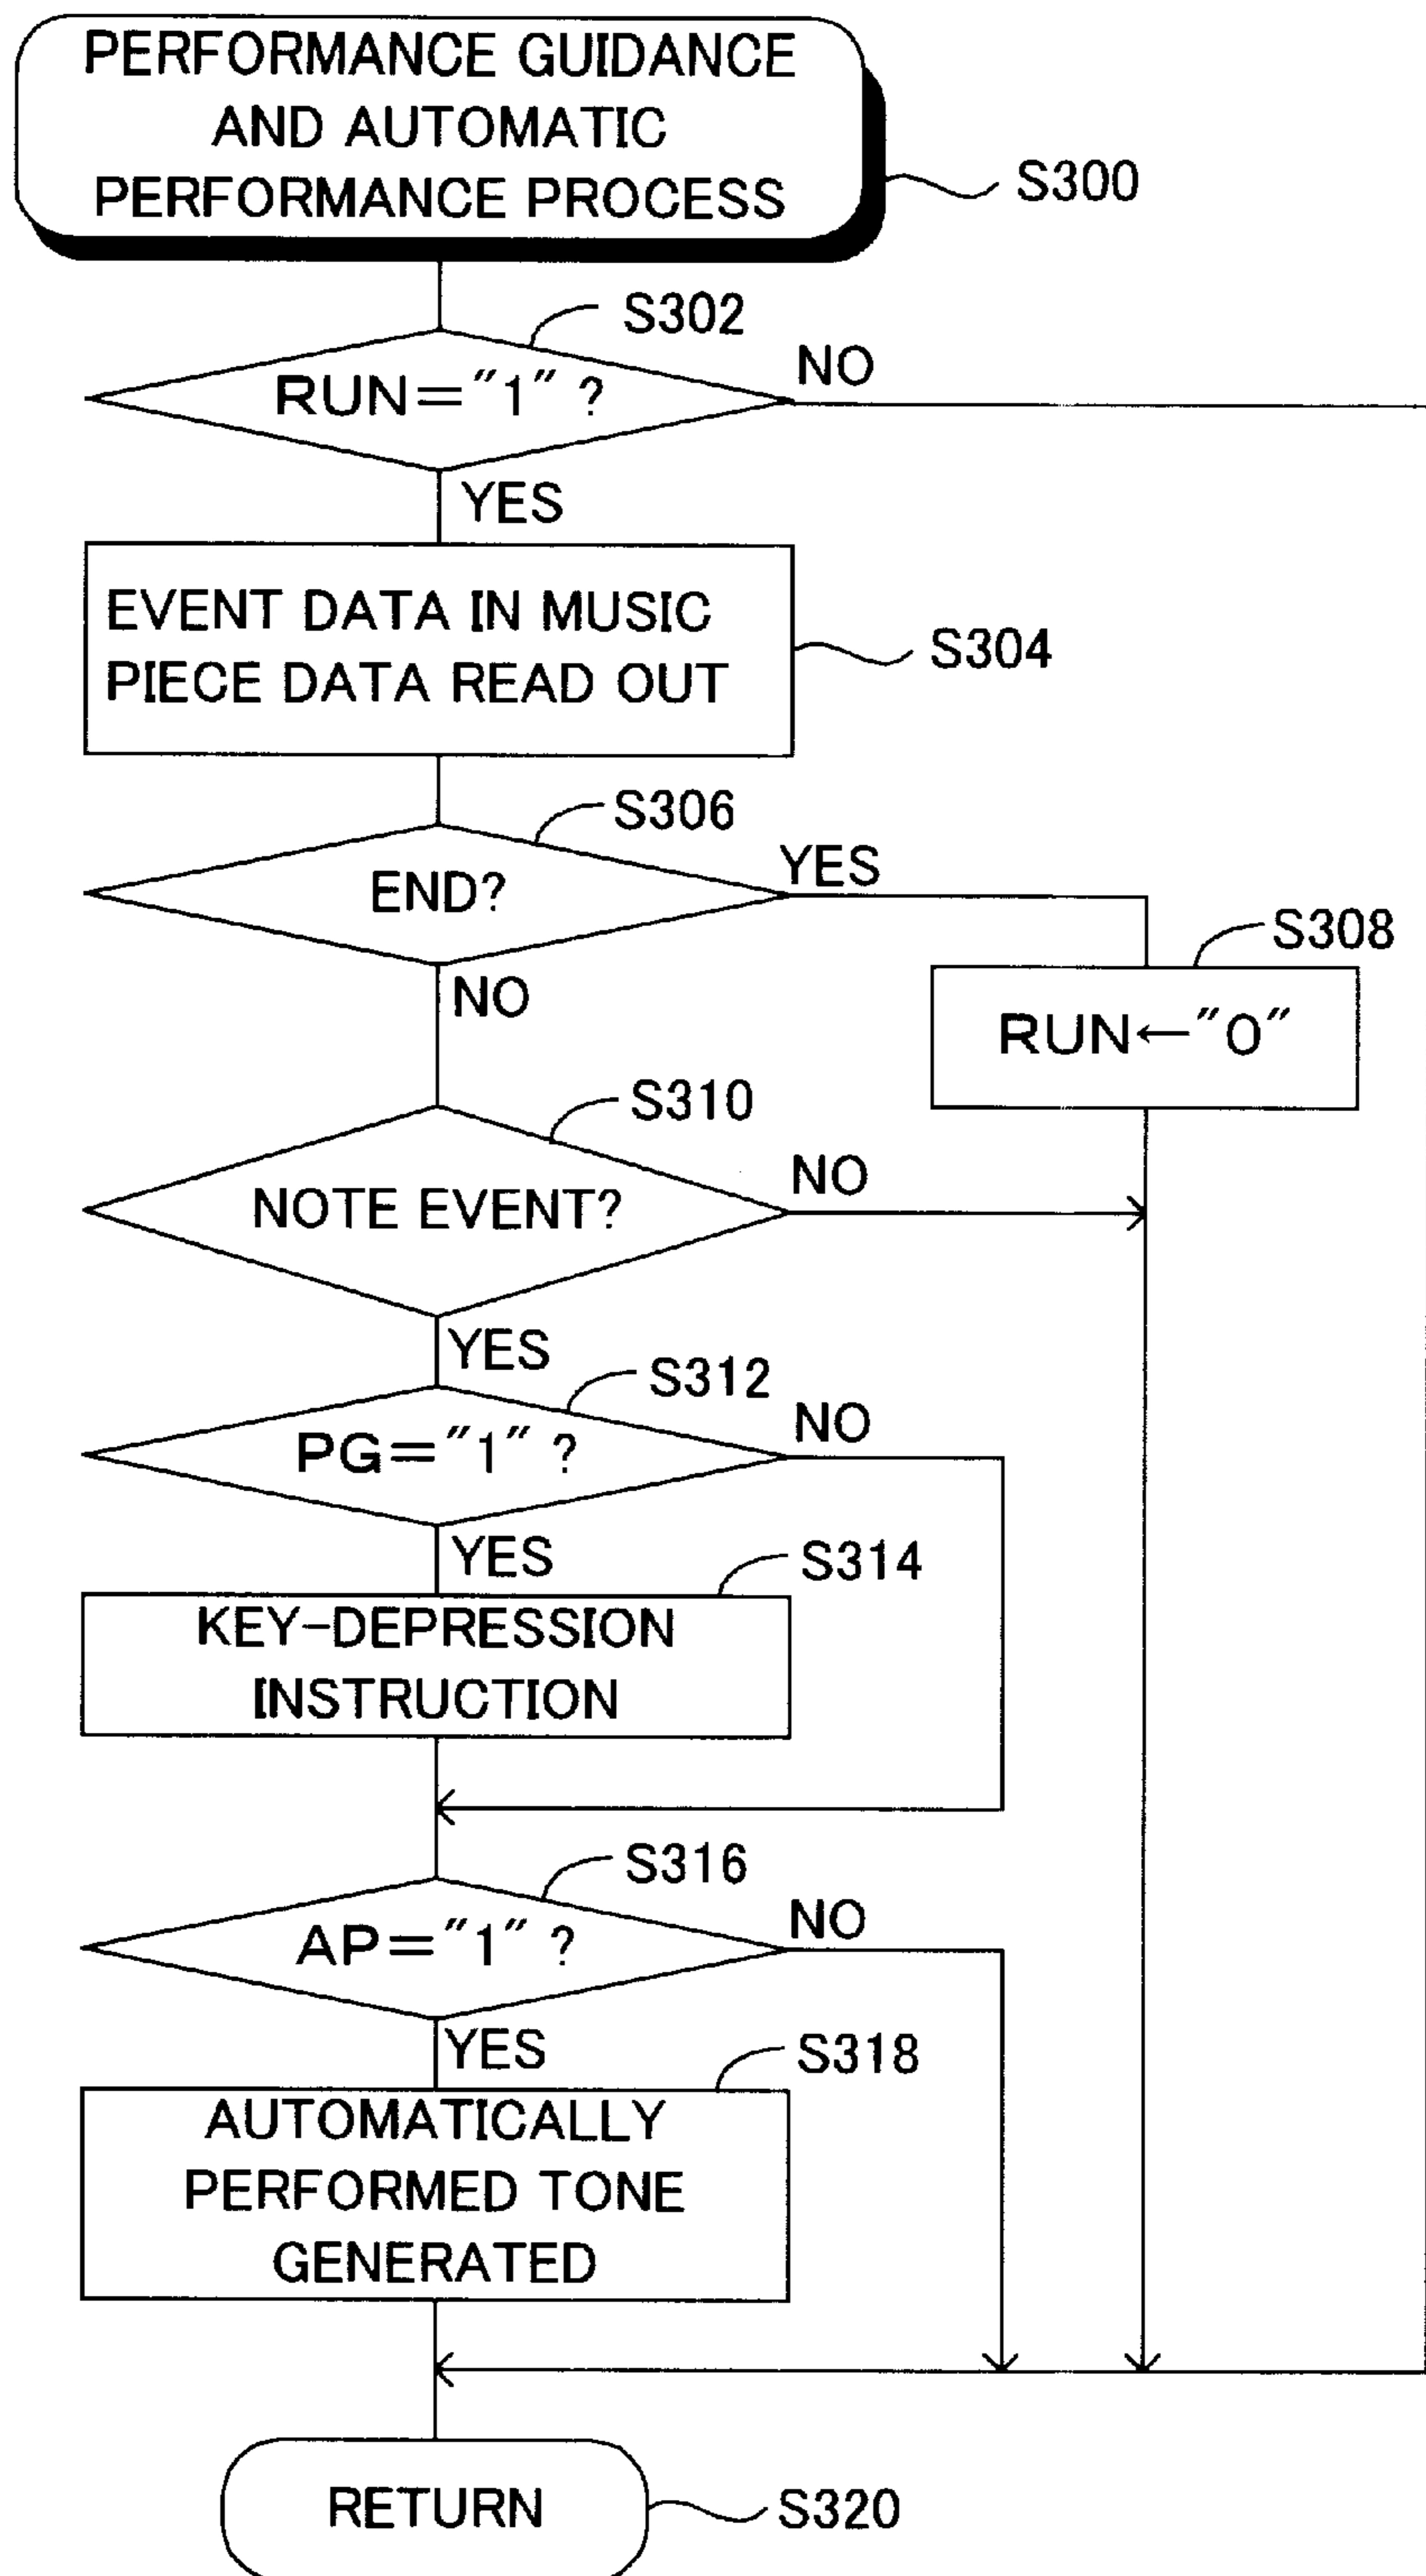 PERFORMANCE GUIDANCE
AND AUTOMATIC
PERFORMANCE PROCESS
S300
S302
RUN="1" ?
NO
YES
EVENT DATA IN MUSIC
PIECE DATA READ OUT
S304
S306
END?
YES
NO
S308
RUN←"0"
S310
NOTE EVENT?
NO
YES
S312
PG="1" ?
NO
YES
S314
KEY-DEPRESSION
INSTRUCTION
S316
AP="1" ?
NO
YES
S318
AUTOMATICALLY
PERFORMED TONE
GENERATED
RETURN
S320